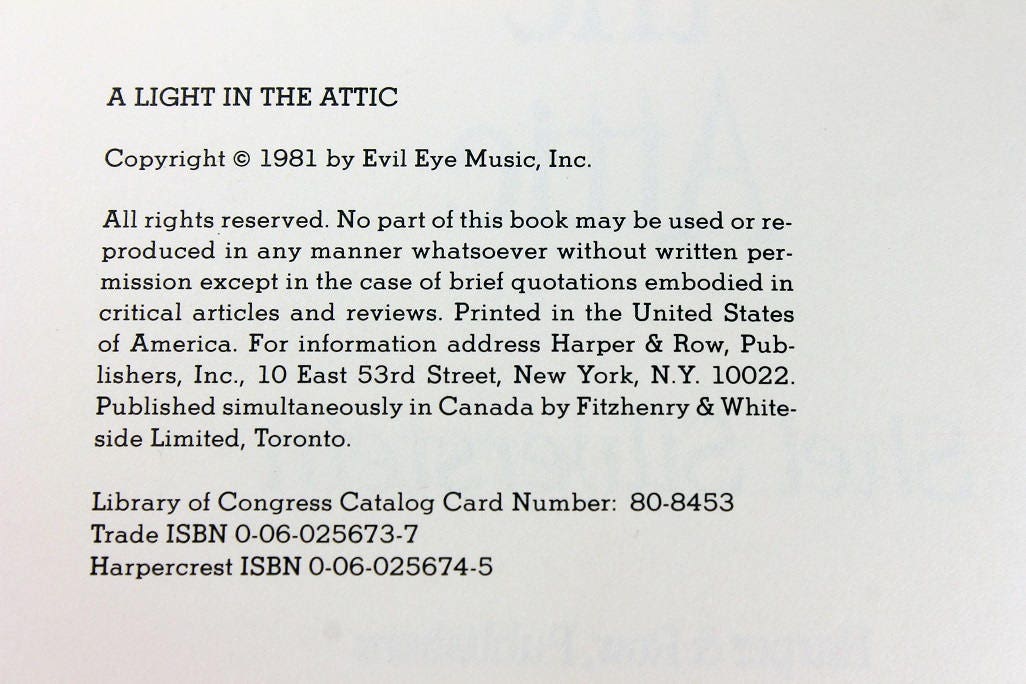 A LIGHT IN THE ATTIC
Copyright © 1981 by Evil Eye Music, Inc.
All rights reserved. No part of this book may be used or re-
produced in any manner whatsoever without written per-
mission except in the case of brief quotations embodied in
critical articles and reviews. Printed in the United States
of America. For information address Harper & Row, Pub-
lishers, Inc., 10 East 53rd Street, New York, N.Y. 10022.
Published simultaneously in Canada by Fitzhenry & White-
side Limited, Toronto.
Library of Congress Catalog Card Number: 80-8453
Trade ISBN 0-06-025673-7
Harpercrest ISBN 0-06-025674-5